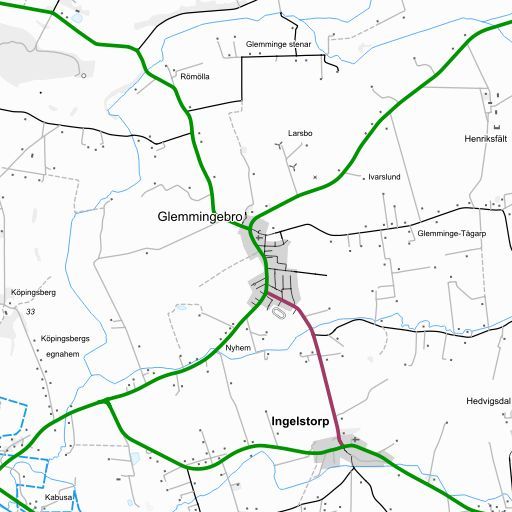 Glemminge stenar
Römölla
Larsbo
Henriksfält
Ivarslund
Glemmingebro
Glemminge-Tågarp
Köpingsberg
33
Köpingsbergs
egnahem
Nyhem
Hedvigsdal
Ingelstorp
Kabusa